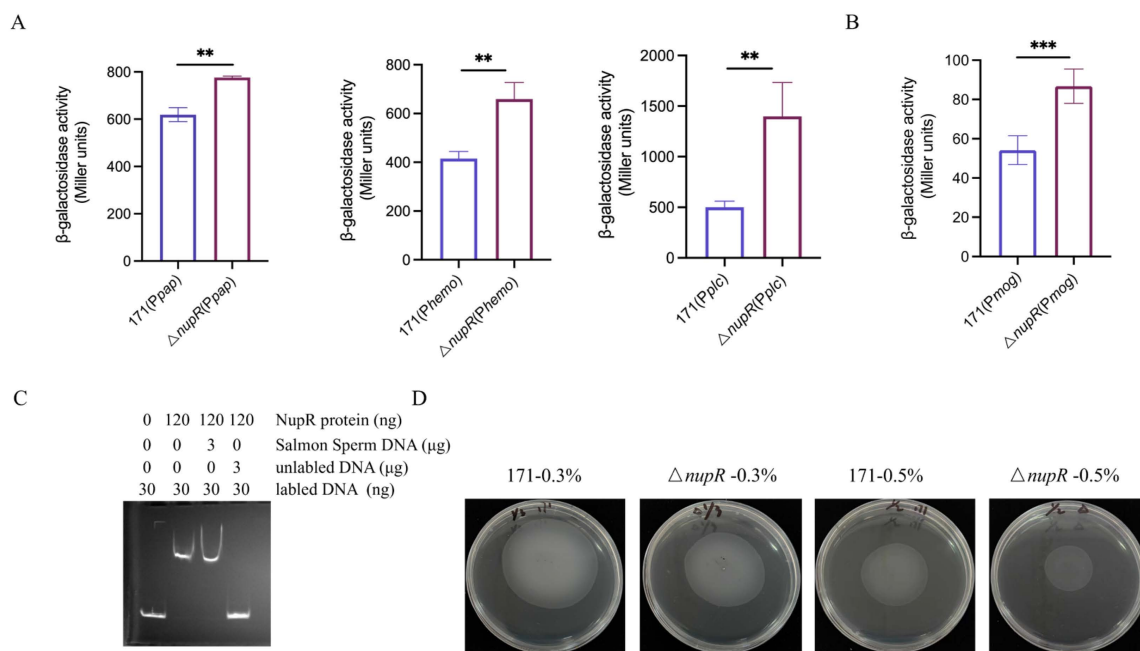 A
**
800
600
400
200
0
β-galactosidase activity
(Miller units)
171(Ppap)
△nupR(Ppap)
**
800
600
400
200
0
β-galactosidase activity
(Miller units)
171(Phemo)
△nupR(Phemo)
**
2000
1500
1000
500
0
β-galactosidase activity
(Miller units)
171(Pplc)
△nupR(Pplc)
B
***
100
80
60
40
20
0
β-galactosidase activity
(Miller units)
171(Pmog)
△nupR(Pmog)
C
0 120 120 120 NupR protein (ng)
0 0 3 0 Salmon Sperm DNA (μg)
0 0 0 3 unlabled DNA (μg)
30 30 30 30 labled DNA (ng)
D
171-0.3%
△nupR -0.3%
171-0.5%
△nupR -0.5%